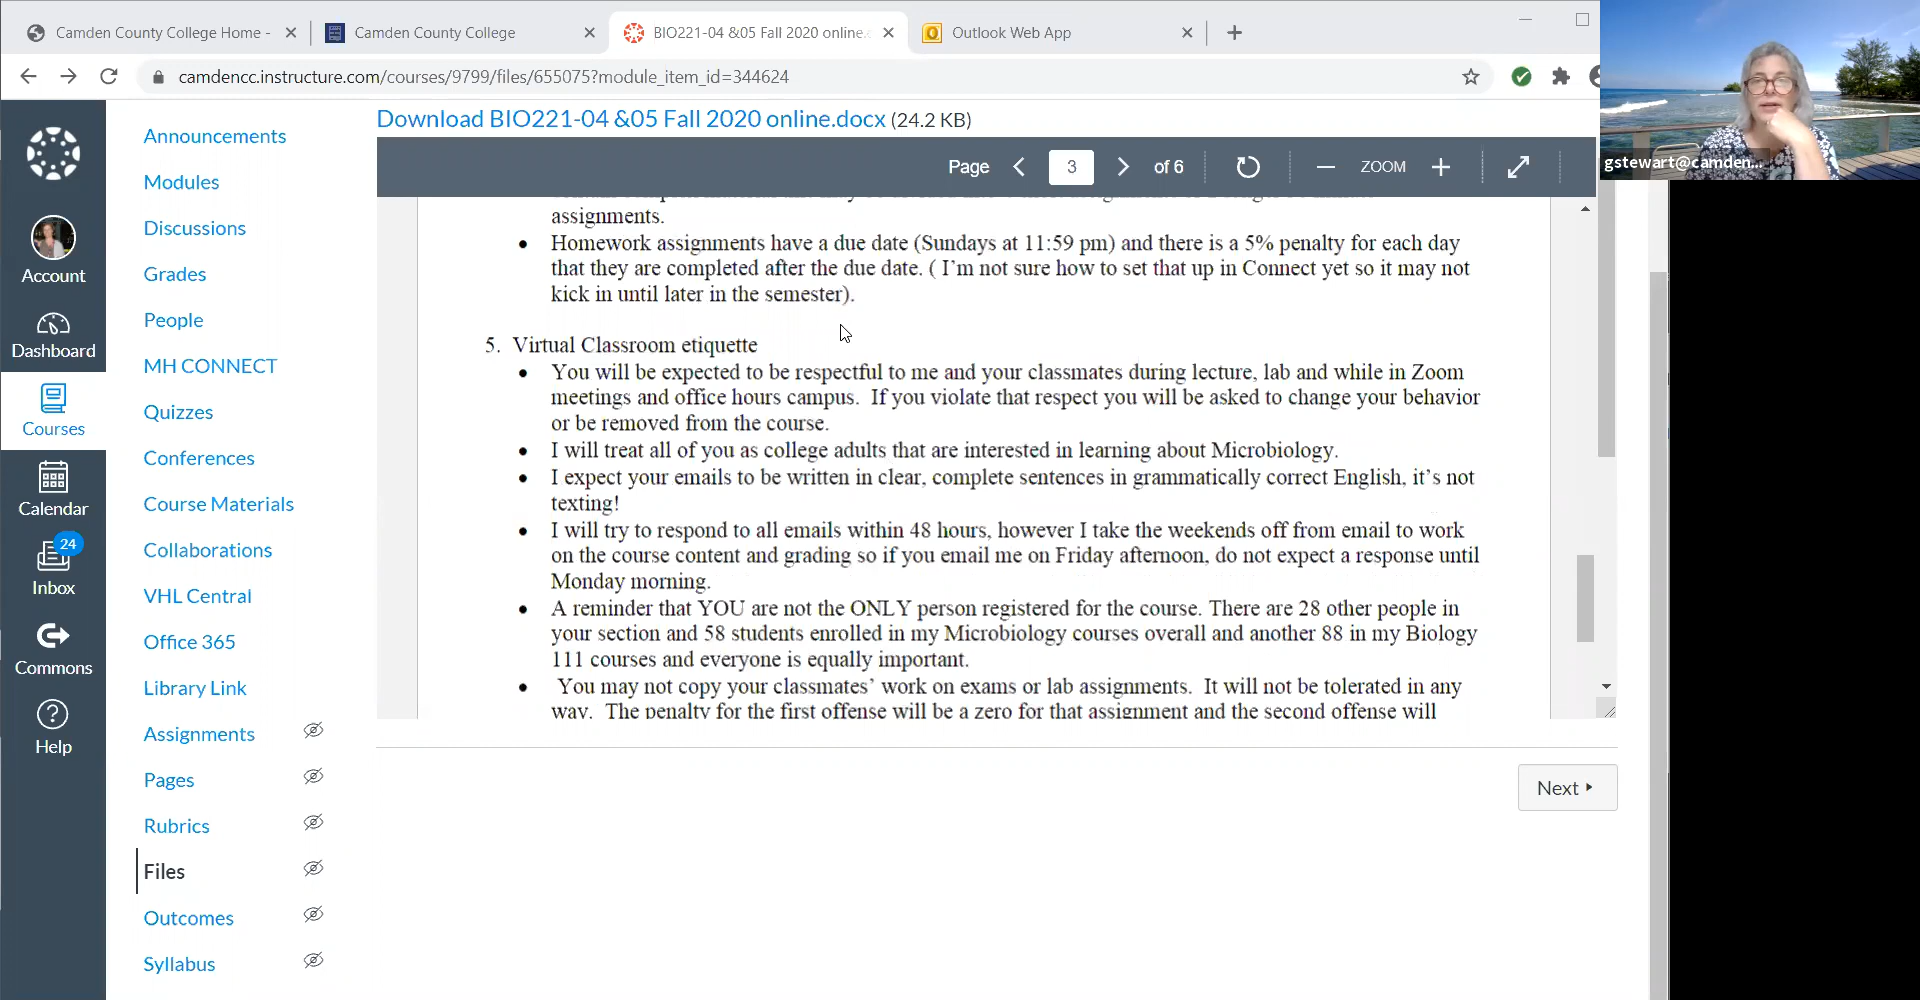 Camden County College Home -
Camden County College
BIO221-04 &05 Fall 2020 online.
Outlook Web App
camdencc.instructure.com/courses/9799/files/655075?module_item_id=344624
gstewart@camden...
Account
Dashboard
Courses
Calendar
24
Inbox
Commons
Help
Announcements
Modules
Discussions
Grades
People
MH CONNECT
Quizzes
Conferences
Course Materials
Collaborations
VHL Central
Office 365
Library Link
Assignments
Pages
Rubrics
Files
Outcomes
Syllabus
Download BIO221-04 &05 Fall 2020 online.docx (24.2 KB)
Page 3 of 6 ZOOM
assignments.
• Homework assignments have a due date (Sundays at 11:59 pm) and there is a 5% penalty for each day
that they are completed after the due date. ( I'm not sure how to set that up in Connect yet so it may not
kick in until later in the semester).
5. Virtual Classroom etiquette
• You will be expected to be respectful to me and your classmates during lecture, lab and while in Zoom
meetings and office hours campus. If you violate that respect you will be asked to change your behavior
or be removed from the course.
• I will treat all of you as college adults that are interested in learning about Microbiology.
• I expect your emails to be written in clear, complete sentences in grammatically correct English, it's not
texting!
• I will try to respond to all emails within 48 hours, however I take the weekends off from email to work
on the course content and grading so if you email me on Friday afternoon, do not expect a response until
Monday morning.
• A reminder that YOU are not the ONLY person registered for the course. There are 28 other people in
your section and 58 students enrolled in my Microbiology courses overall and another 88 in my Biology
111 courses and everyone is equally important.
• You may not copy your classmates' work on exams or lab assignments. It will not be tolerated in any
way. The penalty for the first offense will be a zero for that assignment and the second offense will
Next